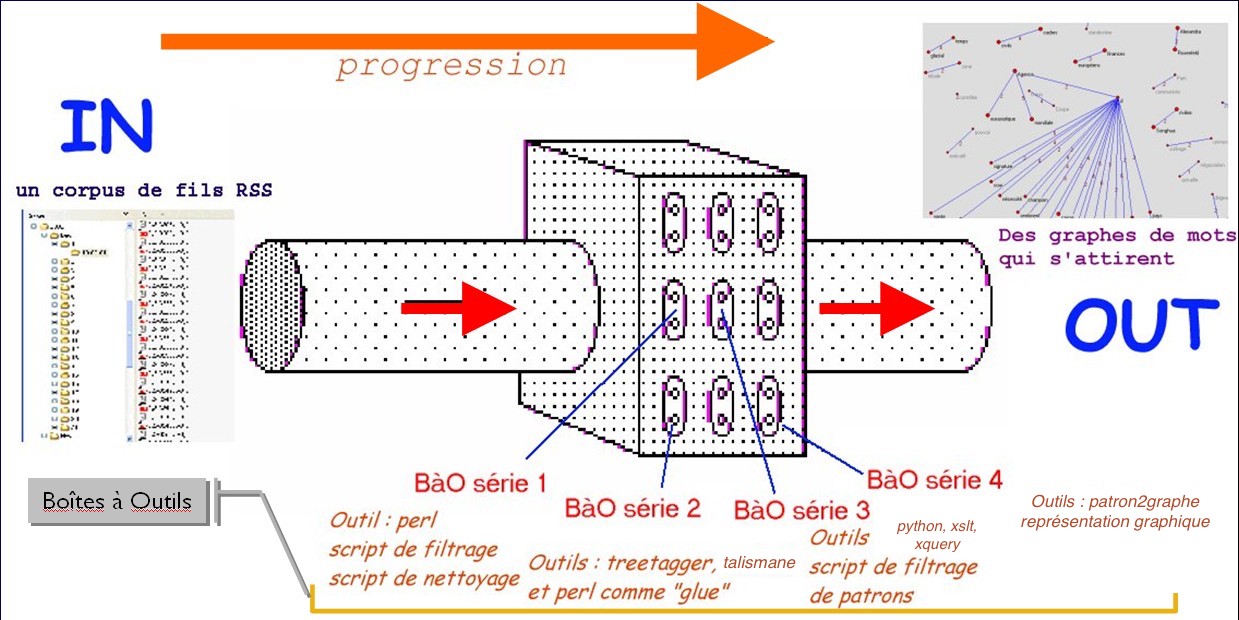 progression
IN
un corpus de fils RSS
Des graphes de mots
qui s'attirent
OUT
BàO série 1
BàO série 2
BàO série 3
BàO série 4
Boîtes à Outils
Outil : perl
script de filtrage
script de nettoyage
Outils : treetagger, talismane
et perl comme "glue"
Outils
python, xslt,
xquery
script de filtrage
de patrons
Outils : patron2graphe
représentation graphique